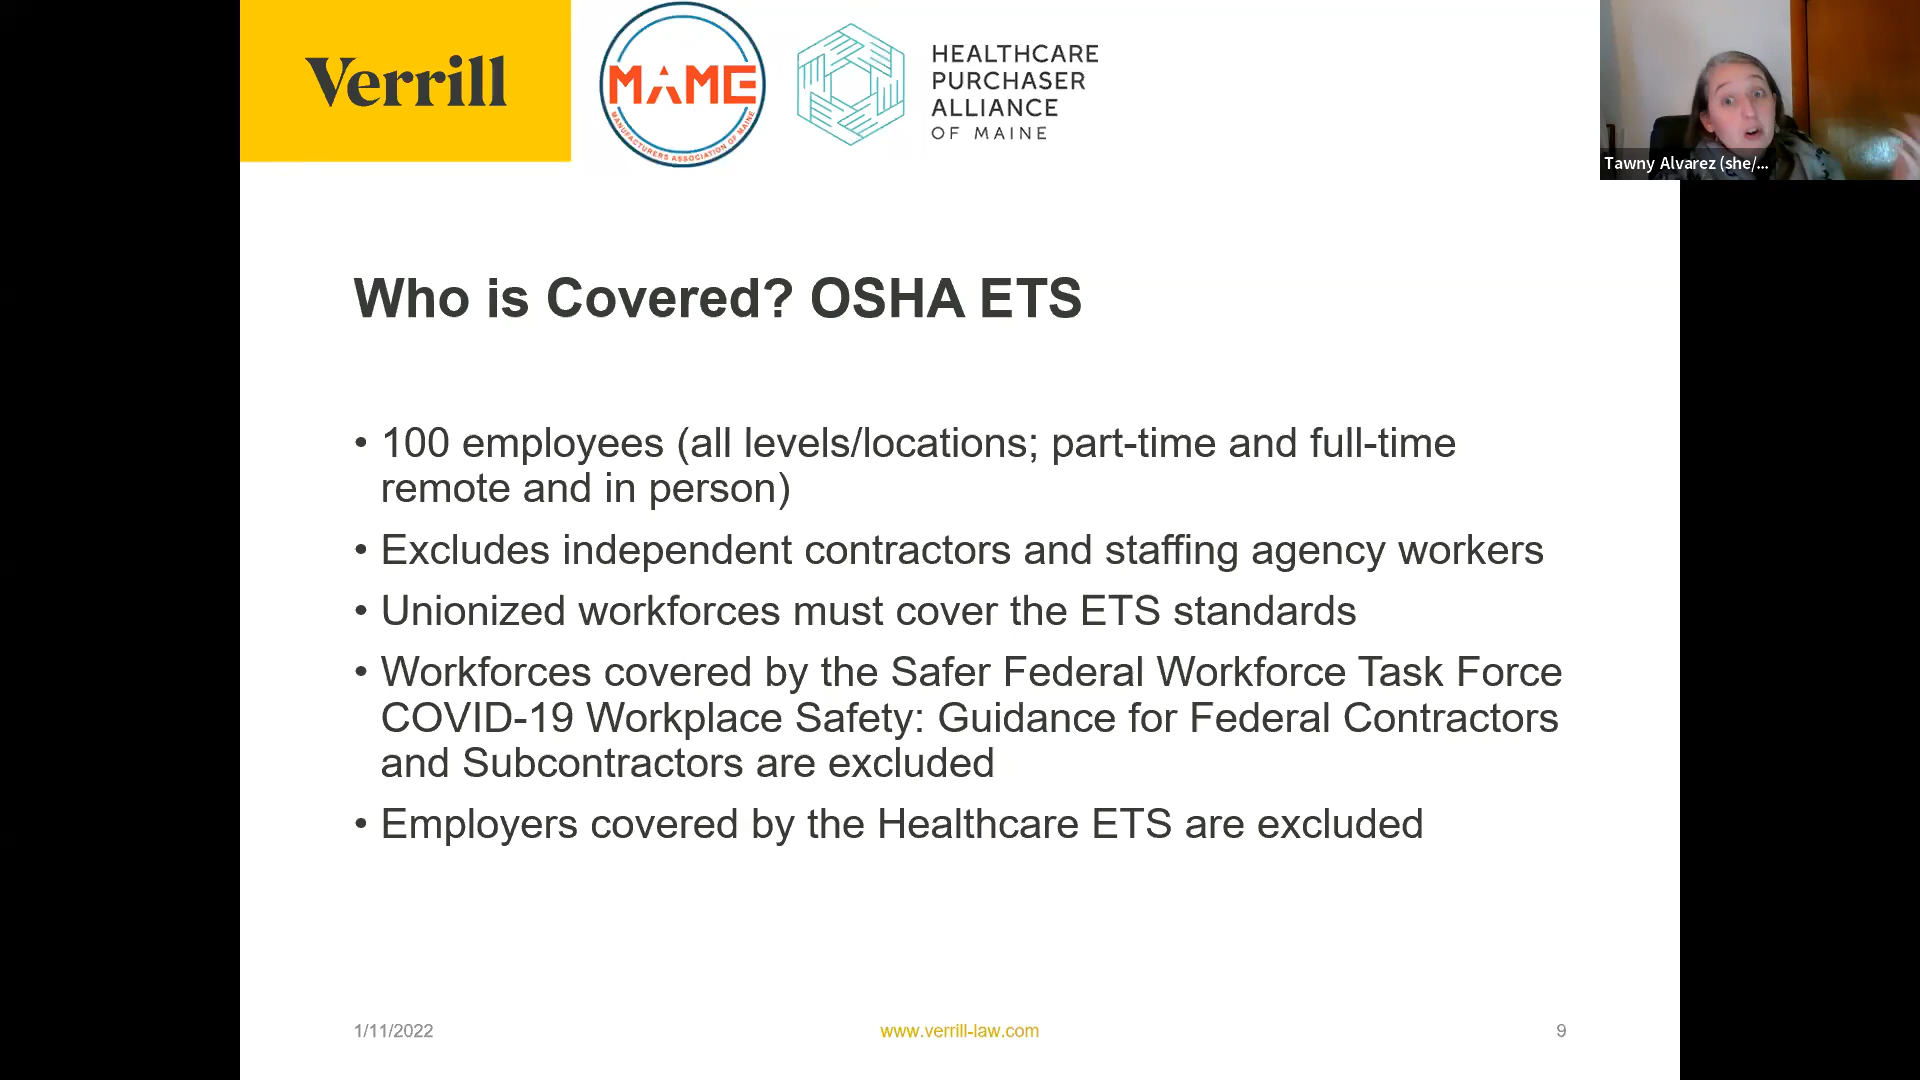 Verrill
MAME
MANUFACTURERS ASSOCIATION OF MAINE
HEALTHCARE
PURCHASER
ALLIANCE
OF MAINE
Tawny Alvarez (she/...
Who is Covered? OSHA ETS
• 100 employees (all levels/locations; part-time and full-time
remote and in person)
• Excludes independent contractors and staffing agency workers
• Unionized workforces must cover the ETS standards
• Workforces covered by the Safer Federal Workforce Task Force
COVID-19 Workplace Safety: Guidance for Federal Contractors
and Subcontractors are excluded
• Employers covered by the Healthcare ETS are excluded
1/11/2022
www.verrill-law.com
9